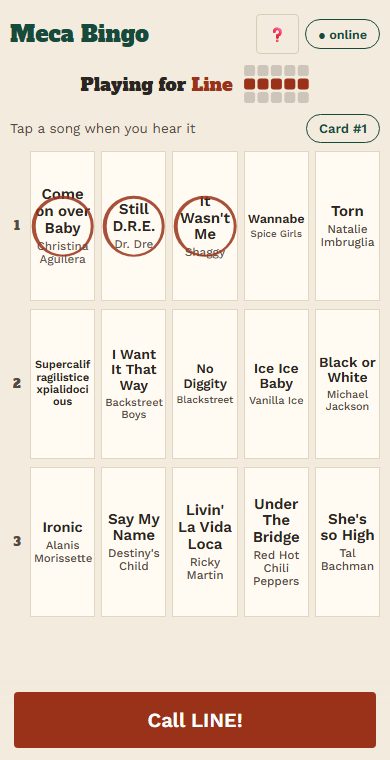 Meca Bingo
❓
● online
Playing for Line
Tap a song when you hear it
Card #1
1
Come
on over
Baby
Christina
Aguilera
Still
D.R.E.
Dr. Dre
It
Wasn't
Me
Shaggy
Wannabe
Spice Girls
Torn
Natalie
Imbruglia
2
Supercalif
ragilistice
xpialidoci
ous
I Want
It That
Way
Backstreet
Boys
No
Diggity
Blackstreet
Ice Ice
Baby
Vanilla Ice
Black or
White
Michael
Jackson
3
Ironic
Alanis
Morissette
Say My
Name
Destiny's
Child
Livin'
La Vida
Loca
Ricky
Martin
Under
The
Bridge
Red Hot
Chili
Peppers
She's
so High
Tal
Bachman
Call LINE!